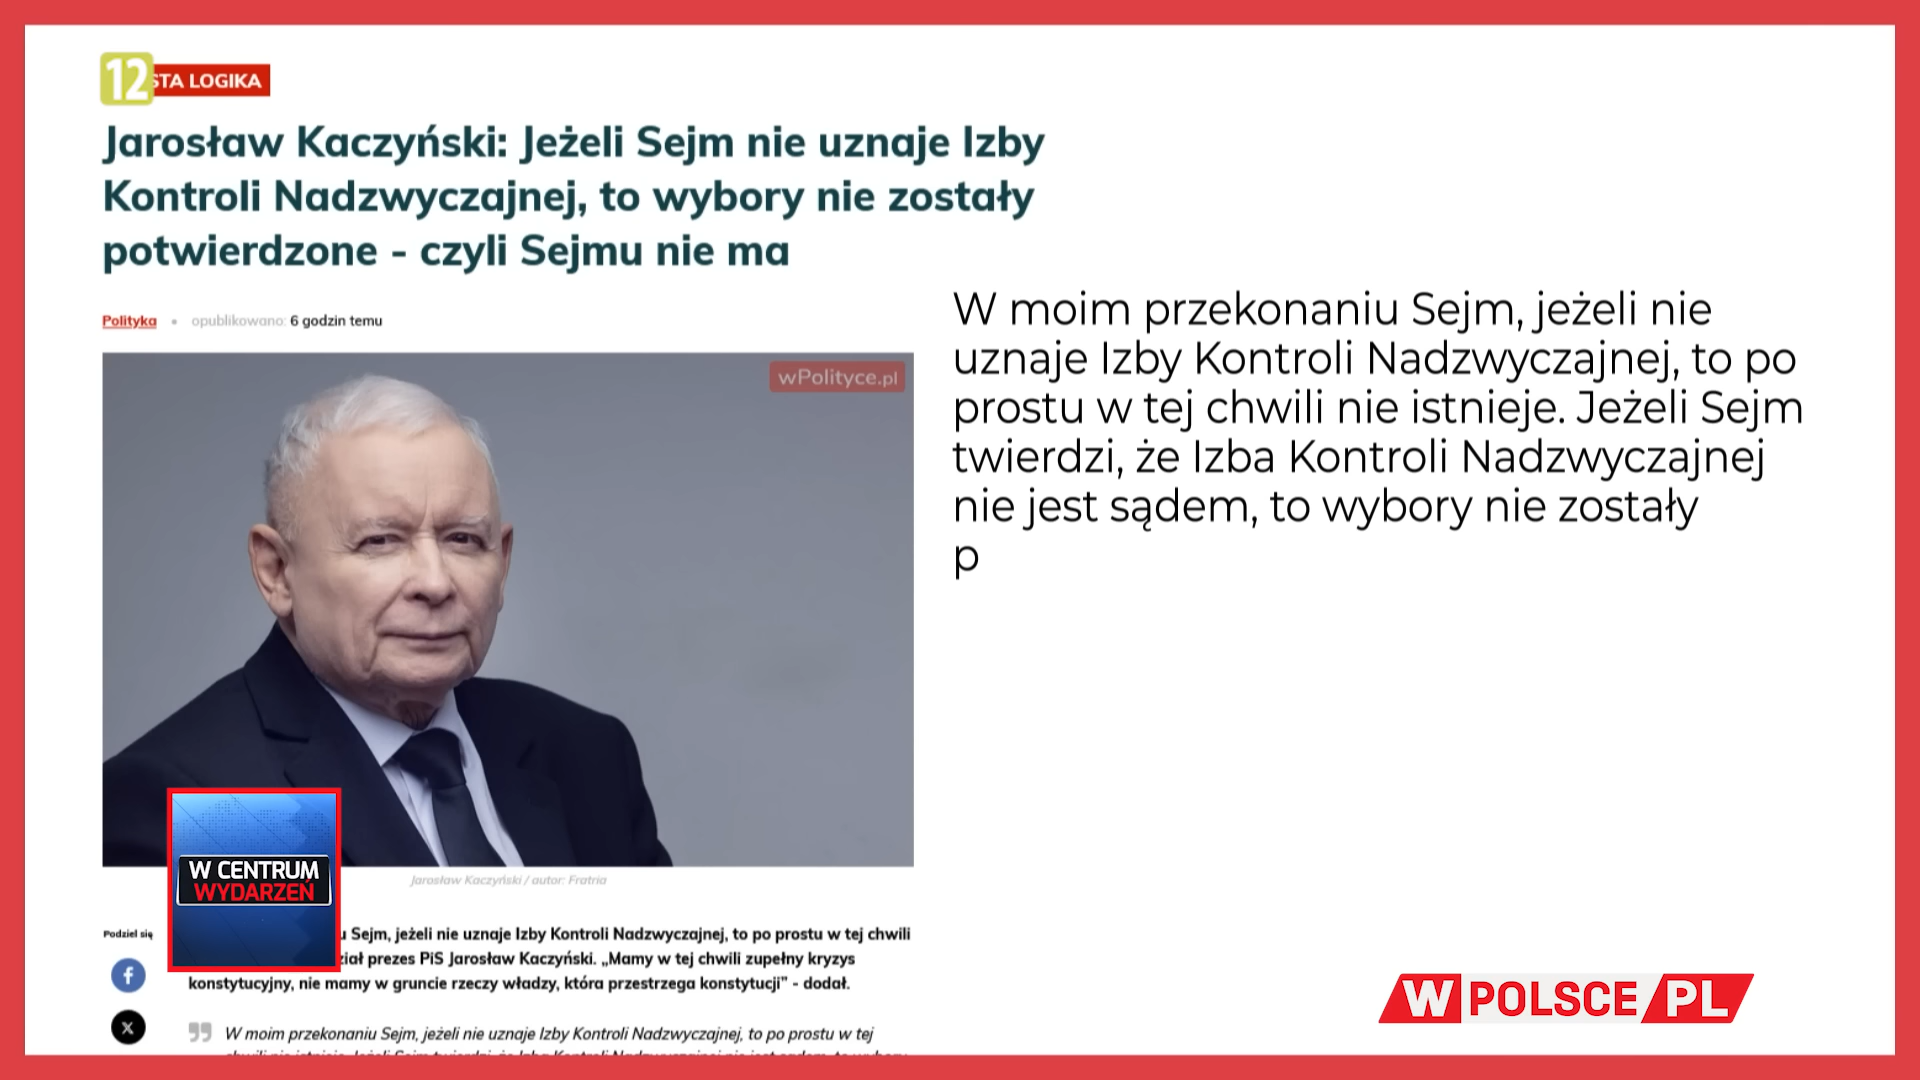 12
STA LOGIKA
Jarosław Kaczyński: Jeżeli Sejm nie uznaje Izby
Kontroli Nadzwyczajnej, to wybory nie zostały
potwierdzone - czyli Sejmu nie ma
Polityka • opublikowano: 6 godzin temu
wPolityce.pl
W moim przekonaniu Sejm, jeżeli nie
uznaje Izby Kontroli Nadzwyczajnej, to po
prostu w tej chwili nie istnieje. Jeżeli Sejm
twierdzi, że Izba Kontroli Nadzwyczajnej
nie jest sądem, to wybory nie zostały
p
W CENTRUM
WYDARZEŃ
Jarosław Kaczyński / autor: Fratria
Podziel się
u Sejm, jeżeli nie uznaje Izby Kontroli Nadzwyczajnej, to po prostu w tej chwili
ział prezes PiS Jarosław Kaczyński. „Mamy w tej chwili zupełny kryzys
konstytucyjny, nie mamy w gruncie rzeczy władzy, która przestrzega konstytucji” - dodał.
W moim przekonaniu Sejm, jeżeli nie uznaje Izby Kontroli Nadzwyczajnej, to po prostu w tej
W POLSCE PL